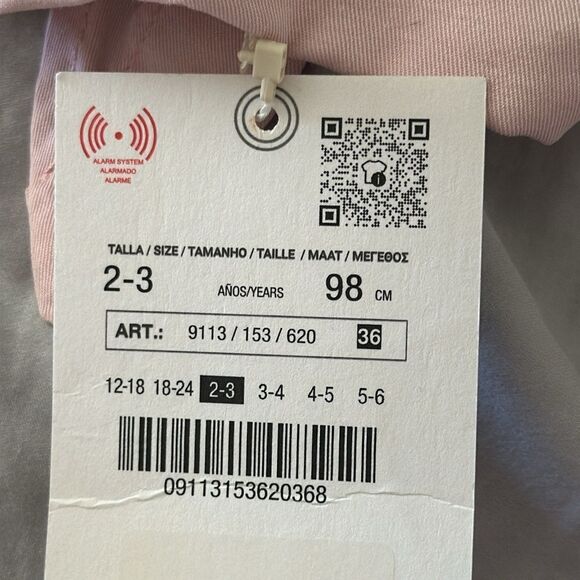 ALARM SYSTEM
ALARMADO
ALARME
TALLA / SIZE / TAMANHO / TAILLE / MAAT / ΜΕΓΕΘΟΣ
2-3 AÑOS/YEARS 98 CM
ART.: 9113 / 153 / 620 36
12-18 18-24 2-3 3-4 4-5 5-6
09113153620368